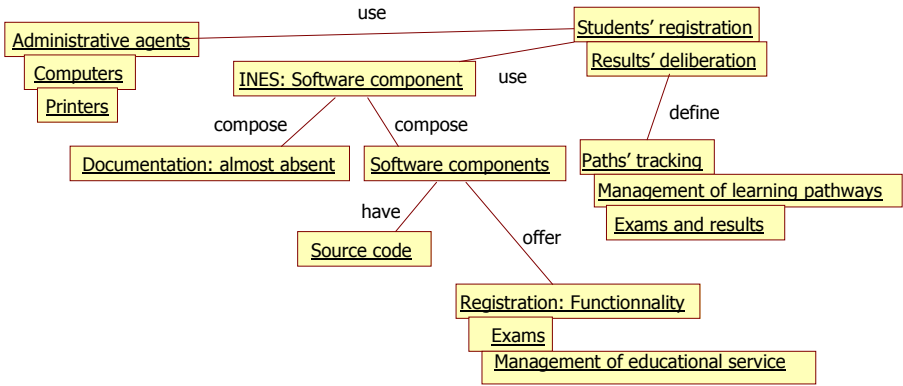 use
Students’ registration
Administrative agents
Results’ deliberation
Computers
INES: Software component
use
Printers
define
compose
compose
Documentation: almost absent
Software components
Paths’ tracking
Management of learning pathways
have
Exams and results
offer
Source code
Registration: Functionnality
Exams
Management of educational service